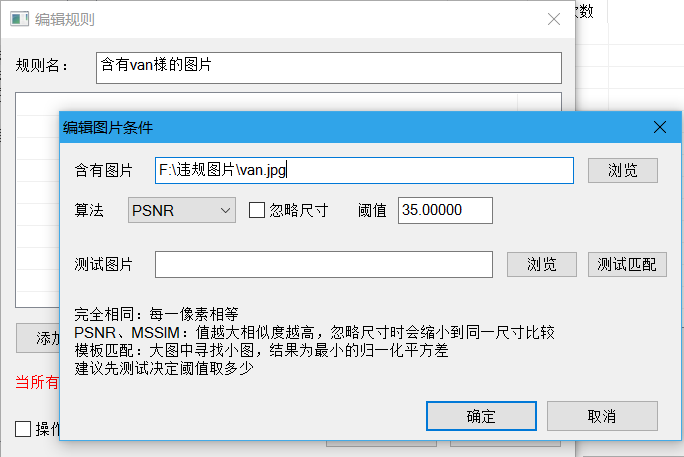 编辑规则
次数
规则名：
含有van様的图片
编辑图片条件
含有图片
F:\违规图片\van.jpg
浏览
算法
PSNR
忽略尺寸
阈值
35.00000
测试图片
浏览
测试匹配
完全相同：每一像素相等
PSNR、MSSIM：值越大相似度越高，忽略尺寸时会缩小到同一尺寸比较
模板匹配：大图中寻找小图，结果为最小的归一化平方差
建议先测试决定阈值取多少
添加
当所有
操作
确定
取消